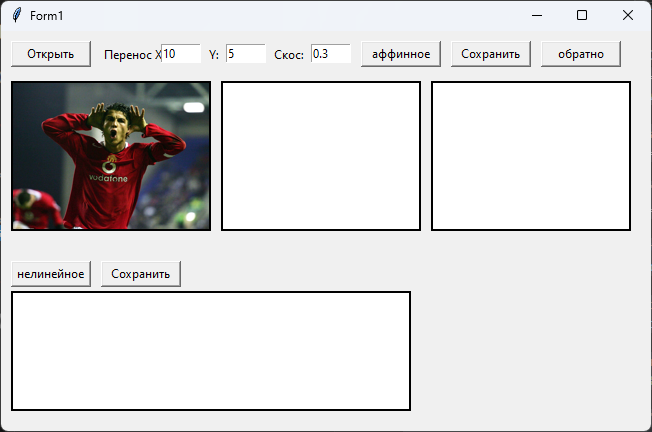 Form1
Открыть Перенос X 10 Y: 5 Скос: 0.3 аффинное Сохранить обратно
vodafone
нелинейное Сохранить